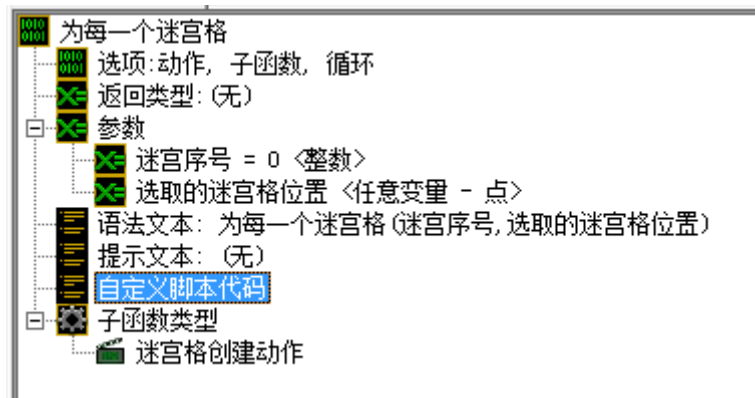 为每一个迷宫格
选项:动作, 子函数, 循环
返回类型: (无)
参数
迷宫序号 = 0 <整数>
选取的迷宫格位置 <任意变量 - 点>
语法文本: 为每一个迷宫格(迷宫序号,选取的迷宫格位置)
提示文本: (无)
自定义脚本代码
子函数类型
迷宫格创建动作